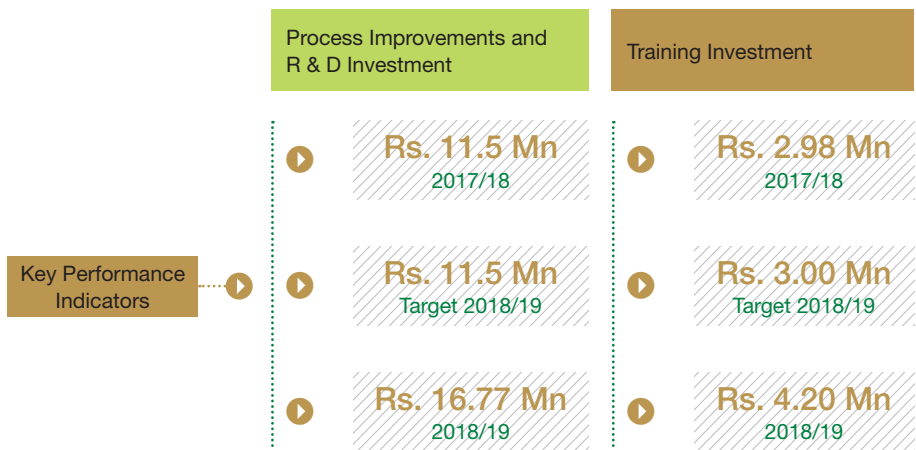 Process Improvements and
R & D Investment
Training Investment
Rs. 11.5 Mn
2017/18
Rs. 2.98 Mn
2017/18
Key Performance
Indicators
Rs. 11.5 Mn
Target 2018/19
Rs. 3.00 Mn
Target 2018/19
Rs. 16.77 Mn
2018/19
Rs. 4.20 Mn
2018/19